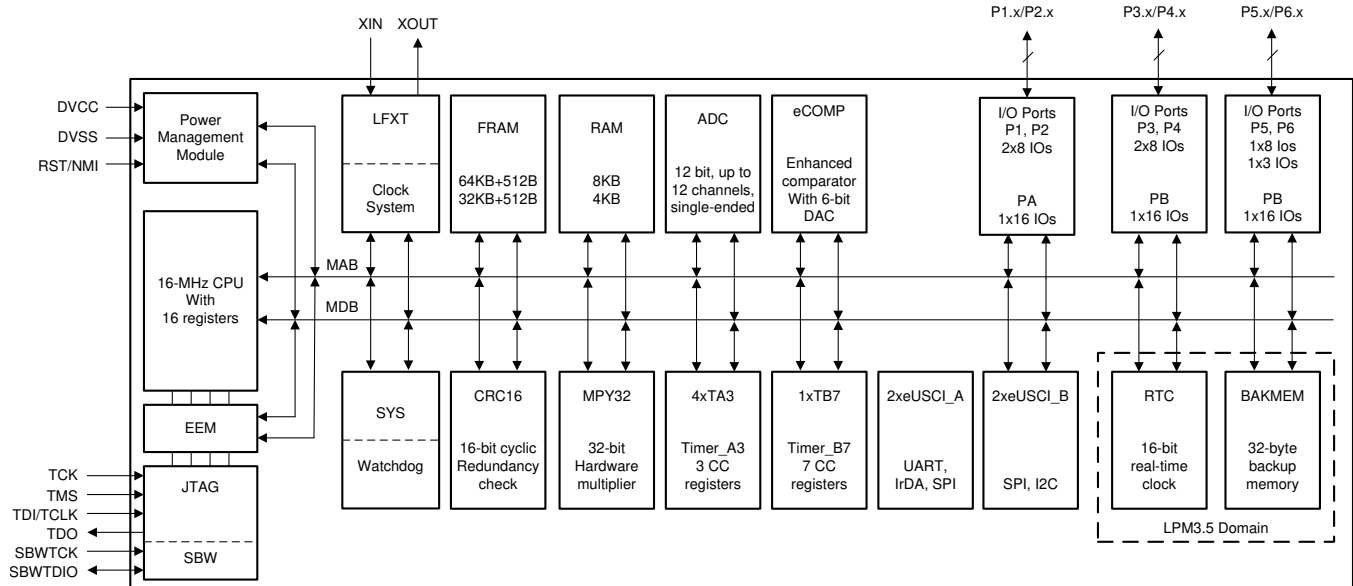 XIN
XOUT
P1.x/P2.x
P3.x/P4.x
P5.x/P6.x
DVCC
DVSS
RST/NMI
Power
Management
Module
LFXT
Clock
System
FRAM
64KB+512B
32KB+512B
RAM
8KB
4KB
ADC
12 bit, up to
12 channels,
single-ended
eCOMP
Enhanced
comparator
With 6-bit
DAC
I/O Ports
P1, P2
2x8 IOs
PA
1x16 IOs
I/O Ports
P3, P4
2x8 IOs
PB
1x16 IOs
I/O Ports
P5, P6
1x8 Ios
1x3 IOs
PB
1x16 IOs
16-MHz CPU
With
16 registers
MAB
MDB
EEM
TCK
TMS
TDI/TCLK
TDO
SBWTCK
SBWTDIO
JTAG
SBW
SYS
Watchdog
CRC16
16-bit cyclic
Redundancy
check
MPY32
32-bit
Hardware
multiplier
4xTA3
Timer_A3
3 CC
registers
1xTB7
Timer_B7
7 CC
registers
2xeUSCI_A
UART,
IrDA, SPI
2xeUSCI_B
SPI, I2C
RTC
16-bit
real-time
clock
BAKMEM
32-byte
backup
memory
LPM3.5 Domain